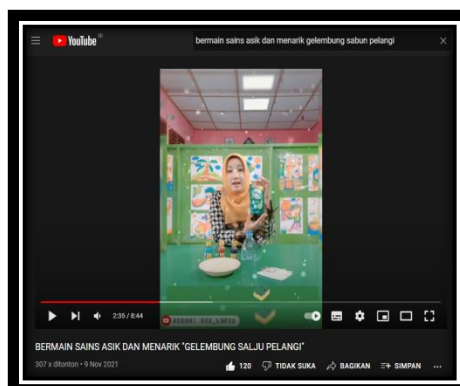 YouTube ID
bermain sains asik dan menarik gelembung sabun pelangi
2:35 / 8:44
BERMAIN SAINS ASIK DAN MENARIK "GELEMBUNG SALJU PELANGI"
307 x ditonton • 9 Nov 2021
120 TIDAK SUKA BAGIKAN SIMPAN